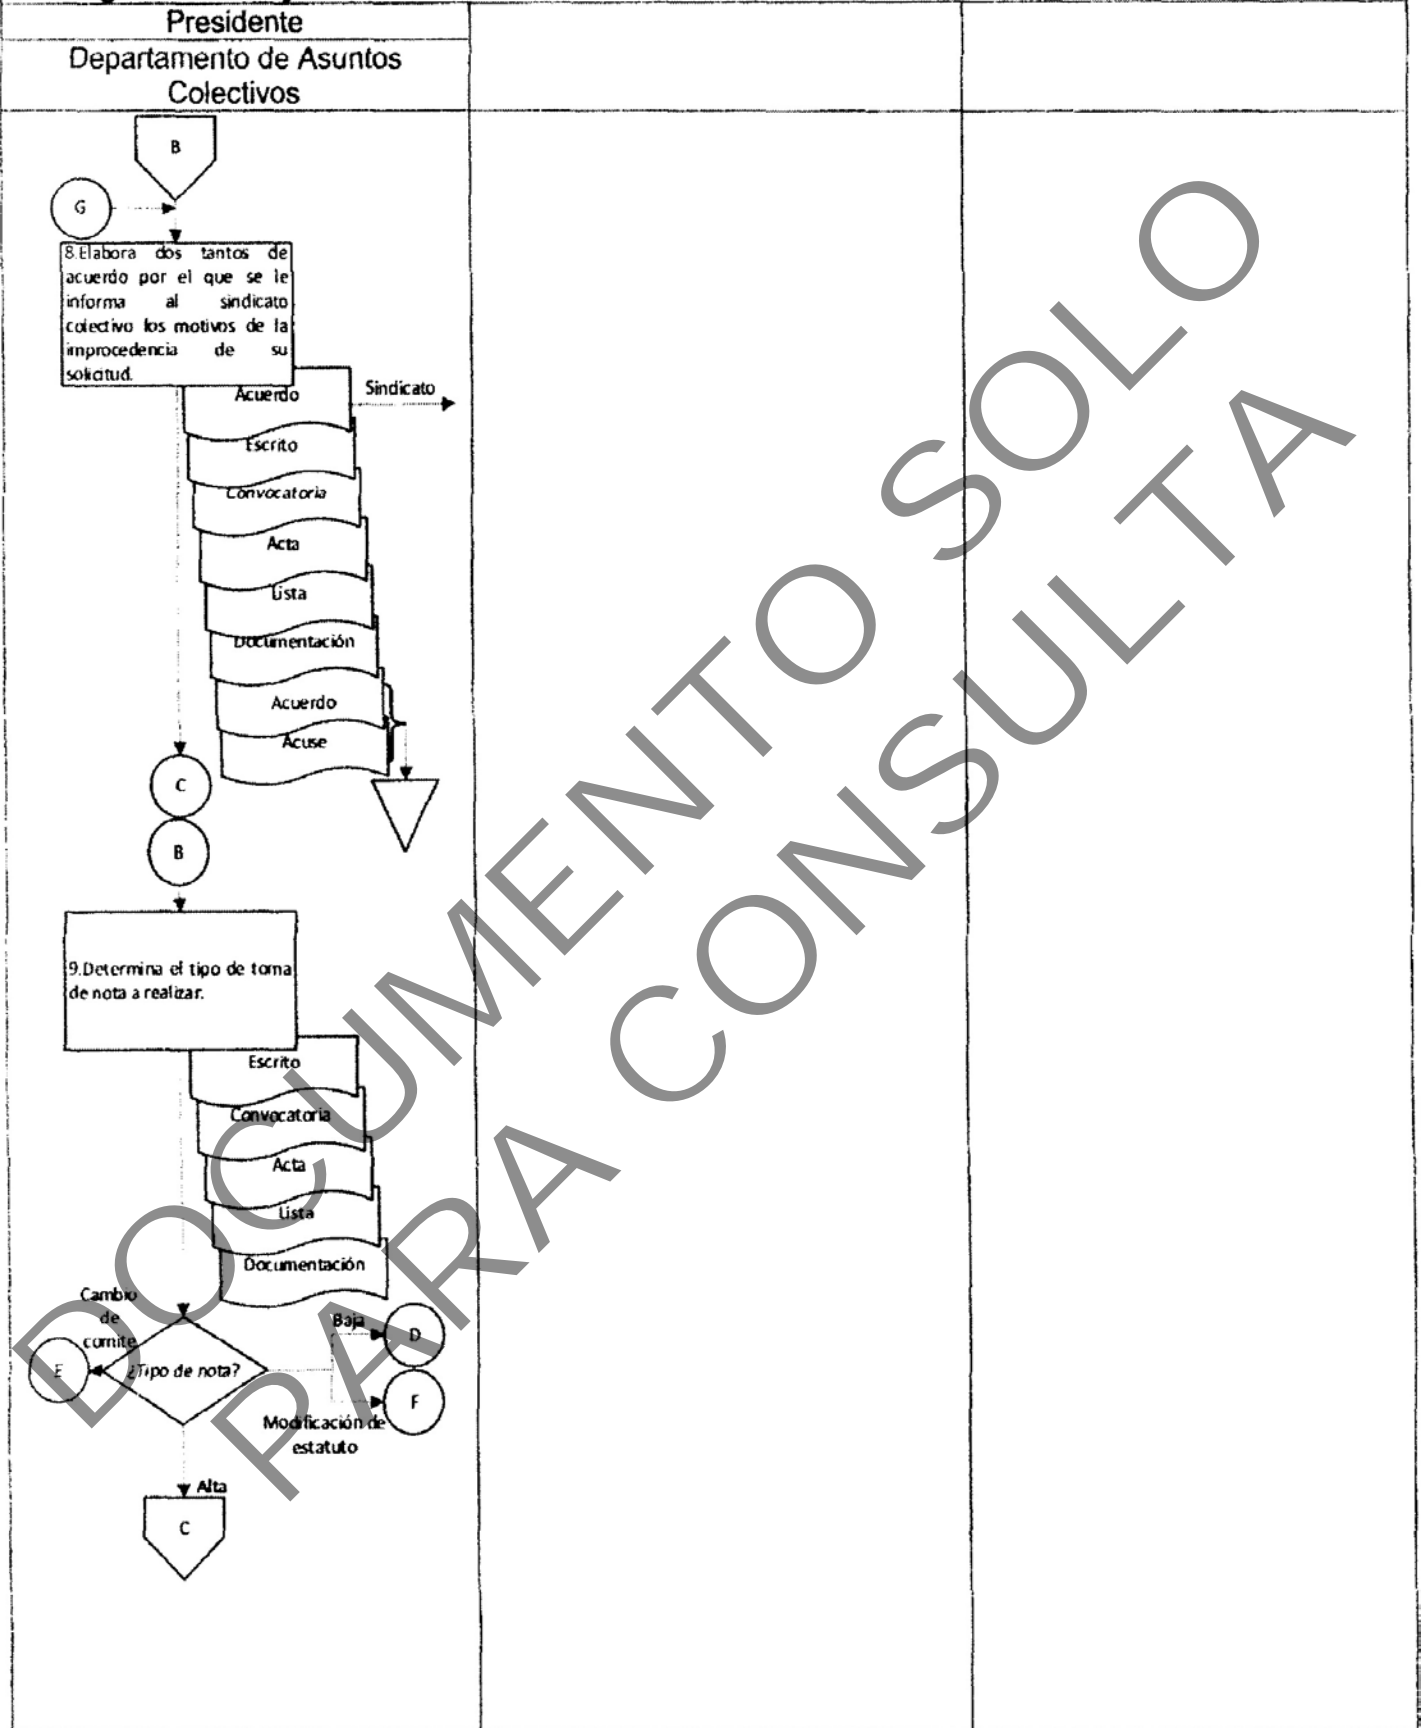 Presidente
Departamento de Asuntos
Colectivos
B
G
8.Elabora dos tantos de
acuerdo por el que se le
informa al sindicato
colectivo los motivos de la
improcedencia de su
solicitud.
Acuerdo
Sindicato
Escrito
Convocatoria
Acta
Lista
Documentación
Acuerdo
Acuse
C
B
9.Determina el tipo de toma
de nota a realizar.
Escrito
Convocatoria
Acta
Lista
Documentación
Cambio
de
comite
E
¿Tipo de nota?
Baja
D
F
Modificación de
estatuto
Alta
C
DOCUMENTO SOLO
PARA CONSULTA